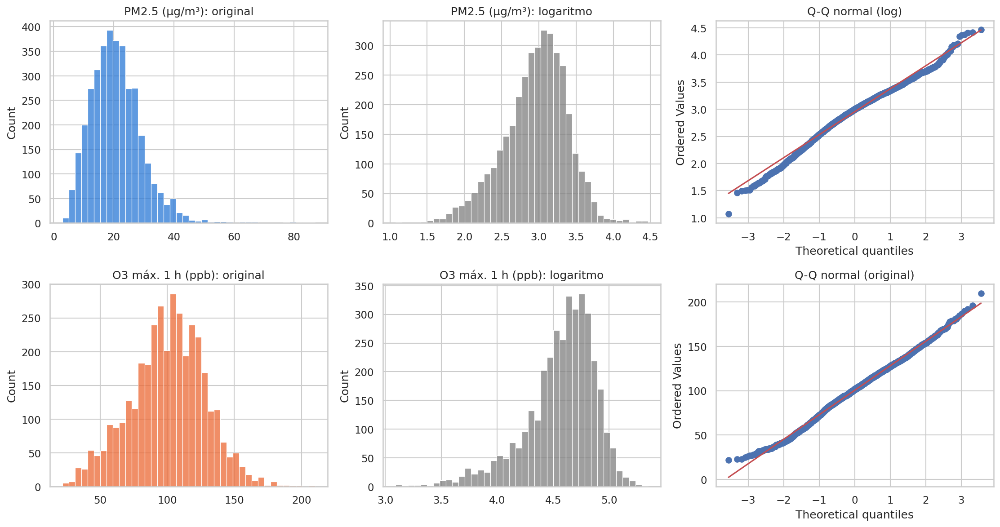 PM2.5 (µg/m³): original
Count
400
350
300
250
200
150
100
50
0
0 20 40 60 80
PM2.5 (µg/m³): logaritmo
Count
300
250
200
150
100
50
0
1.0 1.5 2.0 2.5 3.0 3.5 4.0 4.5
Q-Q normal (log)
Ordered Values
4.5
4.0
3.5
3.0
2.5
2.0
1.5
1.0
−3 −2 −1 0 1 2 3
Theoretical quantiles
O3 máx. 1 h (ppb): original
Count
300
250
200
150
100
50
0
50 100 150 200
O3 máx. 1 h (ppb): logaritmo
Count
350
300
250
200
150
100
50
0
3.0 3.5 4.0 4.5 5.0
Q-Q normal (original)
Ordered Values
200
150
100
50
0
−3 −2 −1 0 1 2 3
Theoretical quantiles